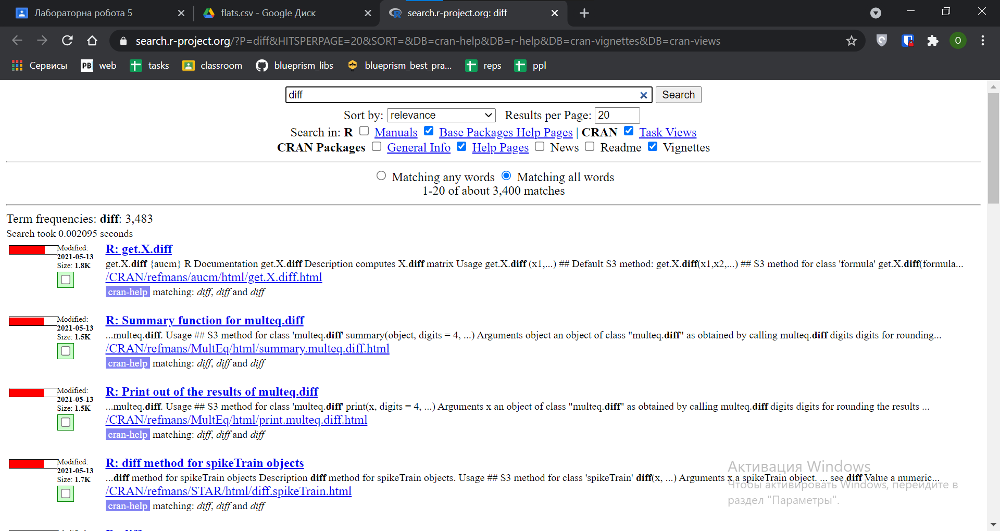 Лабораторна робота 5
flats.csv - Google Диск
search.r-project.org: diff
search.r-project.org/?P=diff&HITSPERPAGE=20&SORT=&DB=cran-help&DB=r-help&DB=cran-vignettes&DB=cran-views
O
Сервисы PB web tasks classroom blueprism_libs blueprism_best_pra... reps ppl
diff Search
Sort by: relevance Results per Page: 20
Search in: R Manuals Base Packages Help Pages | CRAN Task Views
CRAN Packages General Info Help Pages News Readme Vignettes
Matching any words Matching all words
1-20 of about 3,400 matches
Term frequencies: diff: 3,483
Search took 0.002095 seconds
Modified:
2021-05-13
Size: 1.8K
R: get.X.diff
get.X.diff {aucm} R Documentation get.X.diff Description computes X.diff matrix Usage get.X.diff (x1,...) ## Default S3 method: get.X.diff(x1,x2,...) ## S3 method for class 'formula' get.X.diff(formula...
/CRAN/refmans/aucm/html/get.X.diff.html
cran-help matching: diff, diff and diff
Modified:
2021-05-13
Size: 1.5K
R: Summary function for multeq.diff
...multeq.diff. Usage ## S3 method for class 'multeq.diff' summary(object, digits = 4, ...) Arguments object an object of class "multeq.diff" as obtained by calling multeq.diff digits digits for rounding...
/CRAN/refmans/MultEq/html/summary.multeq.diff.html
cran-help matching: diff, diff and diff
Modified:
2021-05-13
Size: 1.5K
R: Print out of the results of multeq.diff
...multeq.diff. Usage ## S3 method for class 'multeq.diff' print(x, digits = 4, ...) Arguments x an object of class "multeq.diff" as obtained by calling multeq.diff digits digits for rounding the results ...
/CRAN/refmans/MultEq/html/print.multeq.diff.html
cran-help matching: diff, diff and diff
Modified:
2021-05-13
Size: 1.7K
R: diff method for spikeTrain objects
...diff method for spikeTrain objects Description diff method for spikeTrain objects. Usage ## S3 method for class 'spikeTrain' diff(x, ...) Arguments x a spikeTrain object. ... see diff Value a numeric...
/CRAN/refmans/STAR/html/diff.spikeTrain.html
cran-help matching: diff, diff and diff
Активация Windows
Чтобы активировать Windows, перейдите в
раздел "Параметры".